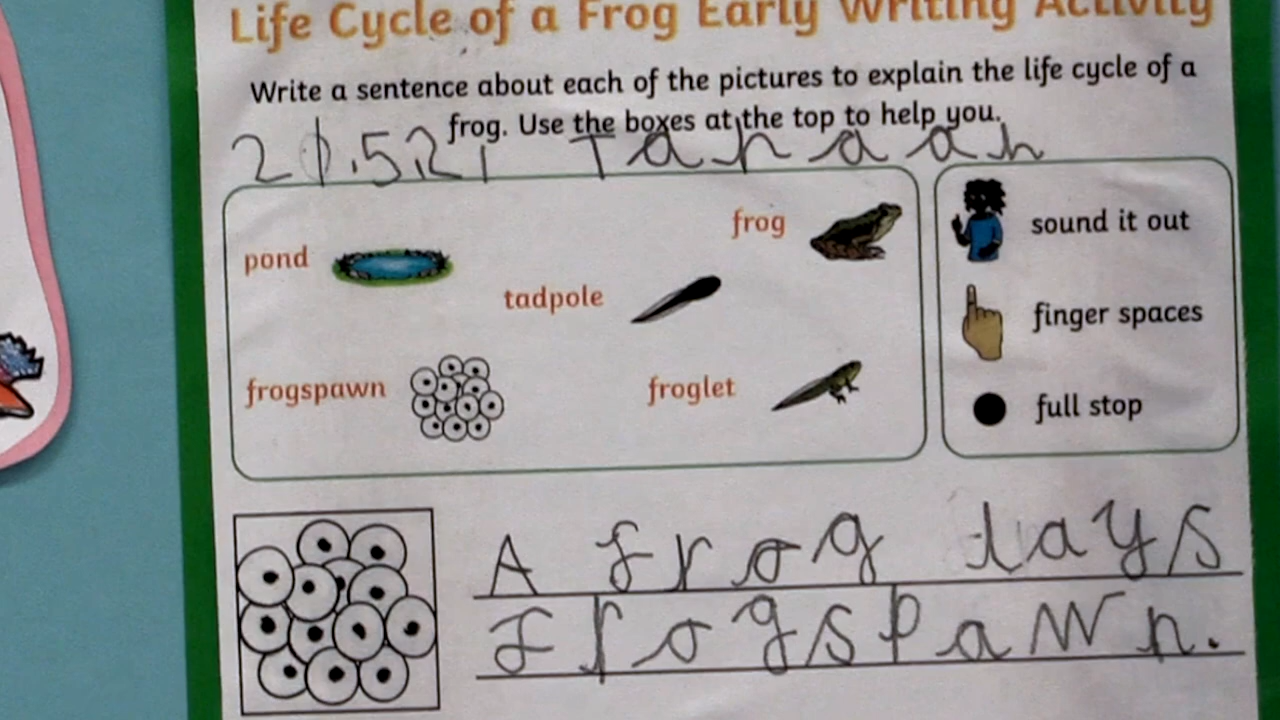 Life Cycle of a Frog Early Writing Activity
Write a sentence about each of the pictures to explain the life cycle of a
frog. Use the boxes at the top to help you.
21.5.21
pond
frog
tadpole
frogspawn
froglet
sound it out
finger spaces
full stop
A frog lays
frogspawn.